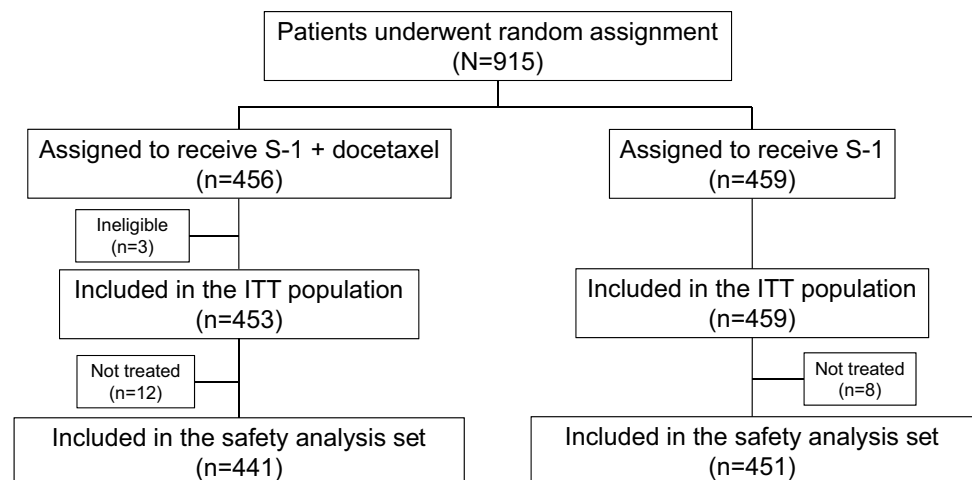 Patients underwent random assignment
(N=915)
Assigned to receive S-1 + docetaxel
(n=456)
Assigned to receive S-1
(n=459)
Ineligible
(n=3)
Included in the ITT population
(n=453)
Included in the ITT population
(n=459)
Not treated
(n=12)
Not treated
(n=8)
Included in the safety analysis set
(n=441)
Included in the safety analysis set
(n=451)